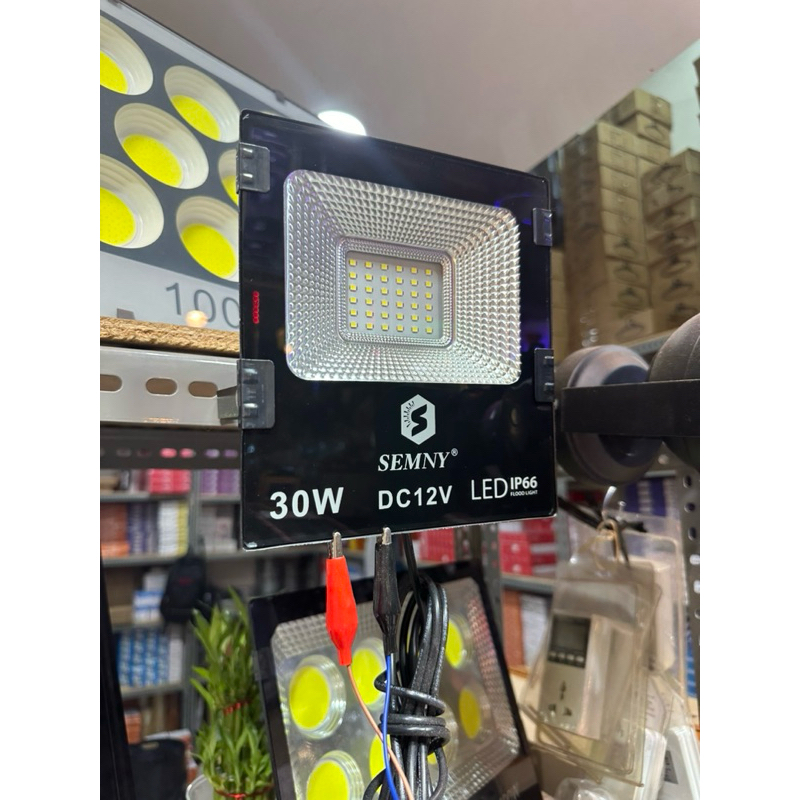 100
SEMNY®
30W DC12V LED IP66
FLOOD LIGHT